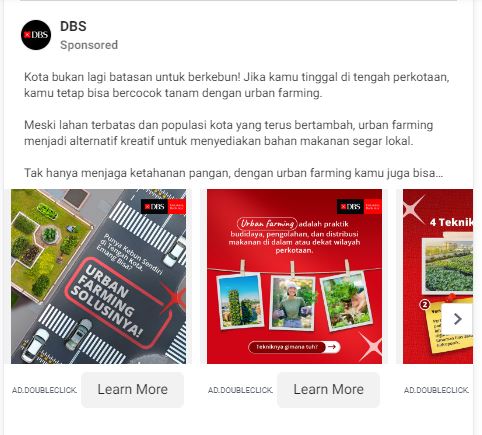 DBS
DBS
Sponsored
Kota bukan lagi batasan untuk berkebun! Jika kamu tinggal di tengah perkotaan,
kamu tetap bisa bercocok tanam dengan urban farming.
Meski lahan terbatas dan populasi kota yang terus bertambah, urban farming
menjadi alternatif kreatif untuk menyediakan bahan makanan segar lokal.
Tak hanya menjaga ketahanan pangan, dengan urban farming kamu juga bisa...
DBS
Punya Kebun Sendiri
di Tengah Kota,
Emang Bisa?
URBAN
FARMING
SOLUSINYA!
DBS
Urban farming adalah praktik
budidaya, pengolahan, dan distribusi
makanan di dalam atau dekat wilayah
perkotaan.
Tekniknya gimana tuh?
4 Teknik
2
AD.DOUBLECLICK.
Learn More
AD.DOUBLECLICK.
Learn More
AD.DOUBLECLICK.